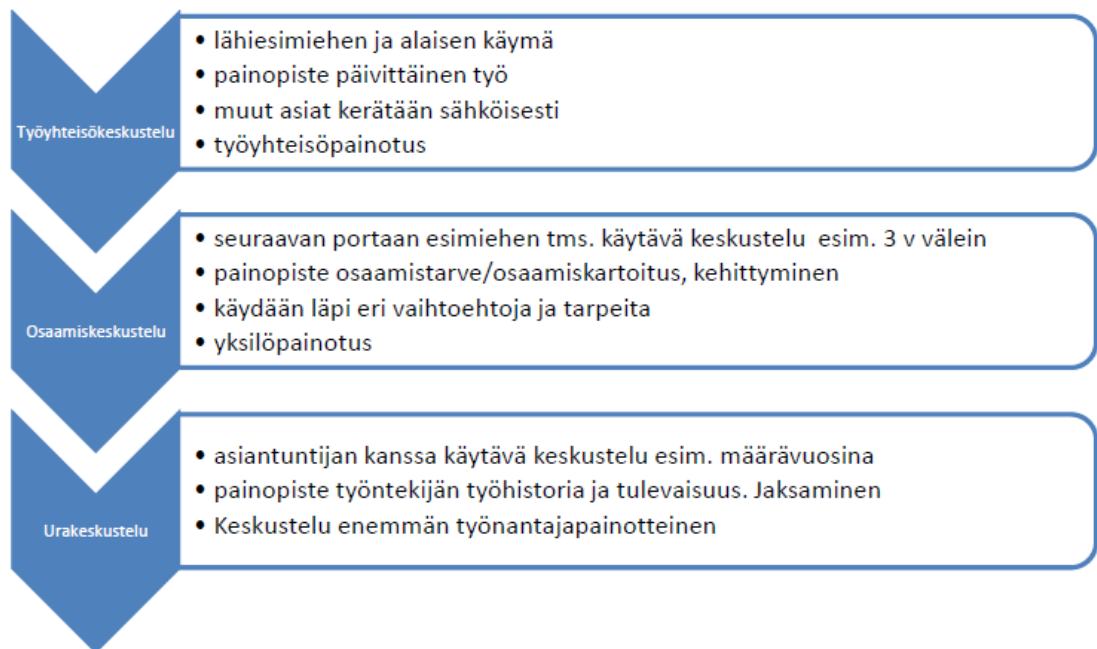 Työyhteisökeskustelu
• lähiesimiehen ja alaisen käymä
• painopiste päivittäinen työ
• muut asiat kerätään sähköisesti
• työyhteisöpainotus
Osaamiskeskustelu
• seuraavan portaan esimiehen tms. käytävä keskustelu esim. 3 v välein
• painopiste osaamistarve/osaamiskartoitus, kehittyminen
• käydään läpi eri vaihtoehtoja ja tarpeita
• yksilöpainotus
Urakeskustelu
• asiantuntijan kanssa käytävä keskustelu esim. määrävuosina
• painopiste työntekijän työhistoria ja tulevaisuus. Jaksaminen
• Keskustelu enemmän työnantajapainotteinen